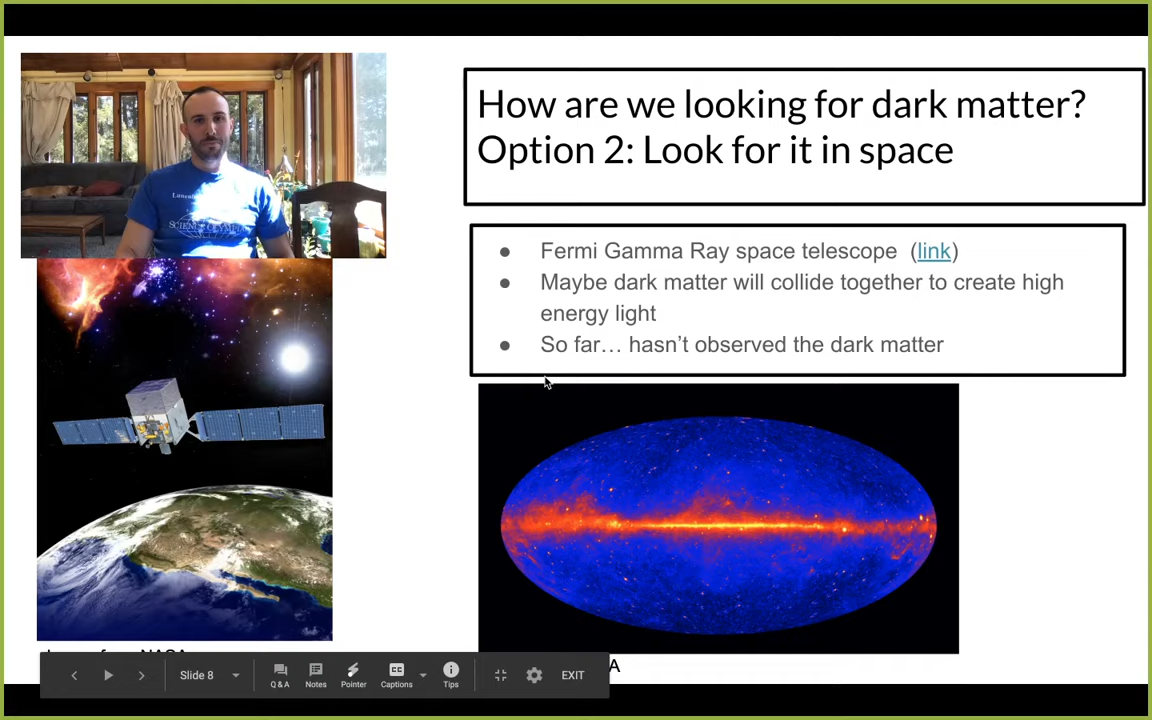 How are we looking for dark matter?
Option 2: Look for it in space
SCIENCE
● Fermi Gamma Ray space telescope (link)
● Maybe dark matter will collide together to create high
energy light
● So far… hasn't observed the dark matter
A
Slide 8
Q & A
Notes
Pointer
Captions
Tips
EXIT